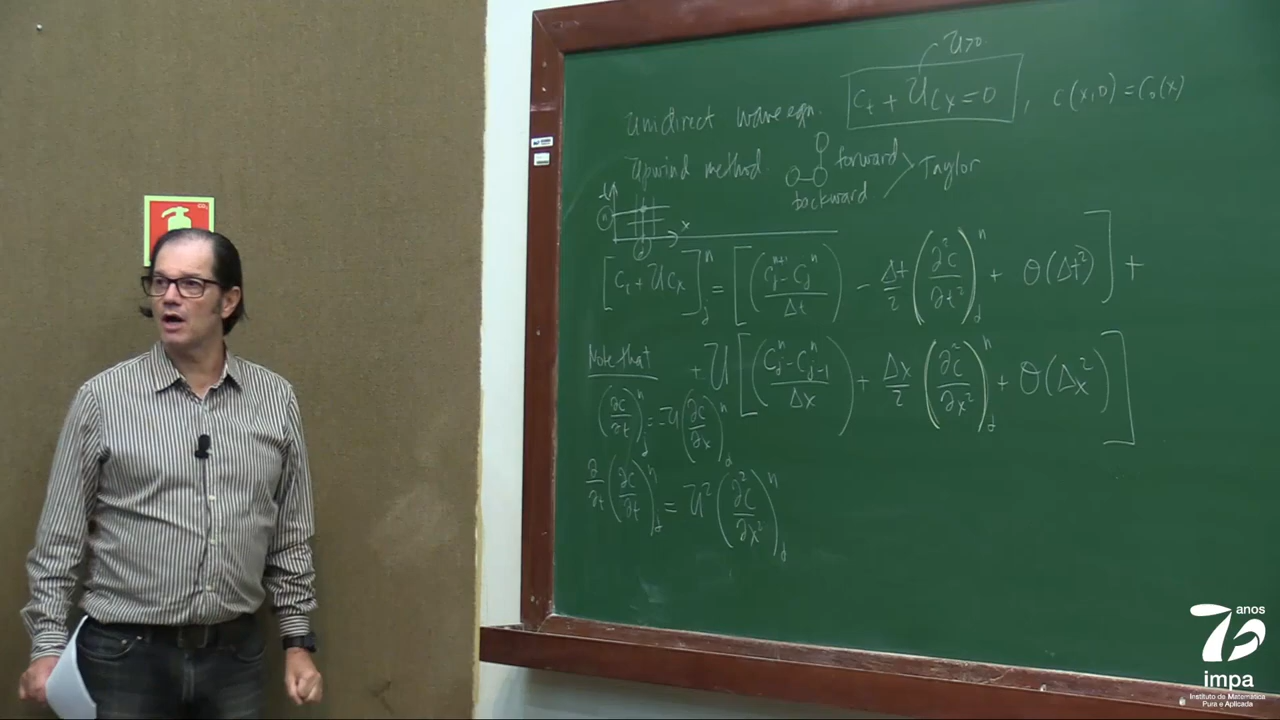 U>0.
Unidirect wave eqn. C_t + U C_x = 0, C(x,0) = C_0(x)
Upwind method. forward
backward
Taylor
t
n
x
j
[C_t + U C_x]_j^n = [((C_j^{n+1} - C_j^n)/Δt) - Δt/2 (∂²C/∂t²)_j^n + O(Δt²)] +
Note that
+ U [((C_j^n - C_{j-1}^n)/Δx) + Δx/2 (∂²C/∂x²)_j^n + O(Δx²)]
(∂C/∂t)_j^n = -U (∂C/∂x)_j^n
∂/∂t (∂C/∂t)_j^n = U² (∂²C/∂x²)_j^n
75 anos
impa
Instituto de Matemática
Pura e Aplicada